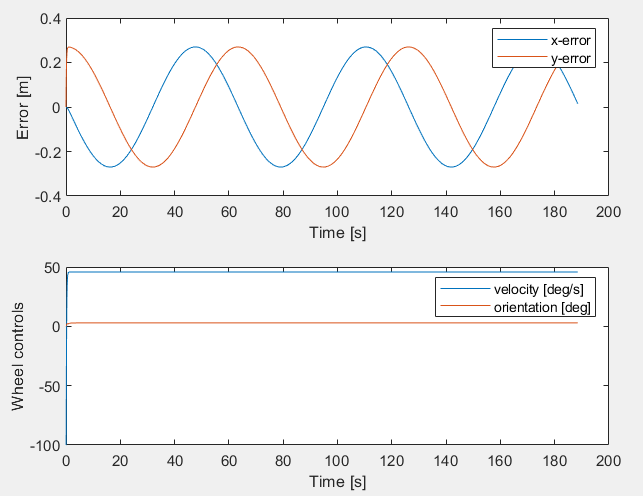 0.4
0.2
0
-0.2
-0.4
Error [m]
x-error
y-error
0 20 40 60 80 100 120 140 160 180 200
Time [s]
50
0
-50
-100
Wheel controls
velocity [deg/s]
orientation [deg]
0 20 40 60 80 100 120 140 160 180 200
Time [s]